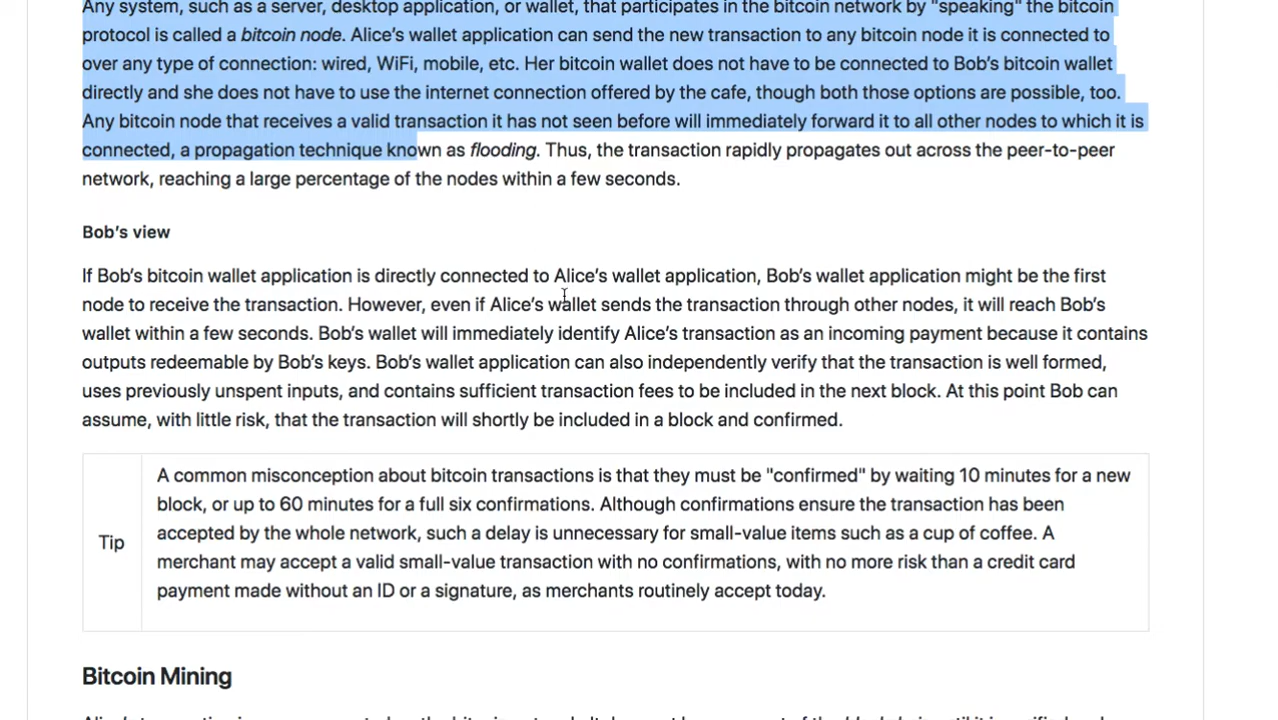 Any system, such as a server, desktop application, or wallet, that participates in the bitcoin network by "speaking" the bitcoin
protocol is called a bitcoin node. Alice’s wallet application can send the new transaction to any bitcoin node it is connected to
over any type of connection: wired, WiFi, mobile, etc. Her bitcoin wallet does not have to be connected to Bob’s bitcoin wallet
directly and she does not have to use the internet connection offered by the cafe, though both those options are possible, too.
Any bitcoin node that receives a valid transaction it has not seen before will immediately forward it to all other nodes to which it is
connected, a propagation technique known as flooding. Thus, the transaction rapidly propagates out across the peer-to-peer
network, reaching a large percentage of the nodes within a few seconds.
Bob’s view
If Bob’s bitcoin wallet application is directly connected to Alice’s wallet application, Bob’s wallet application might be the first
node to receive the transaction. However, even if Alice’s wallet sends the transaction through other nodes, it will reach Bob’s
wallet within a few seconds. Bob’s wallet will immediately identify Alice’s transaction as an incoming payment because it contains
outputs redeemable by Bob’s keys. Bob’s wallet application can also independently verify that the transaction is well formed,
uses previously unspent inputs, and contains sufficient transaction fees to be included in the next block. At this point Bob can
assume, with little risk, that the transaction will shortly be included in a block and confirmed.
Tip
A common misconception about bitcoin transactions is that they must be "confirmed" by waiting 10 minutes for a new
block, or up to 60 minutes for a full six confirmations. Although confirmations ensure the transaction has been
accepted by the whole network, such a delay is unnecessary for small-value items such as a cup of coffee. A
merchant may accept a valid small-value transaction with no confirmations, with no more risk than a credit card
payment made without an ID or a signature, as merchants routinely accept today.
Bitcoin Mining